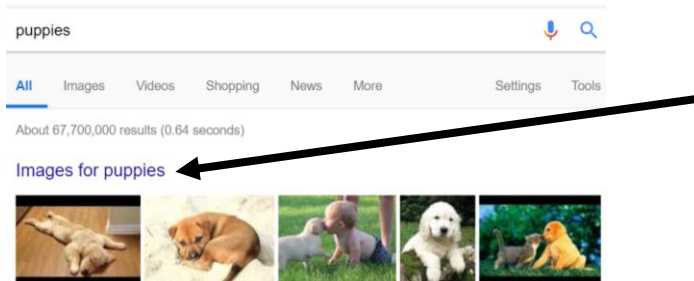 puppies
All Images Videos Shopping News More Settings Tools
About 67,700,000 results (0.64 seconds)
Images for puppies